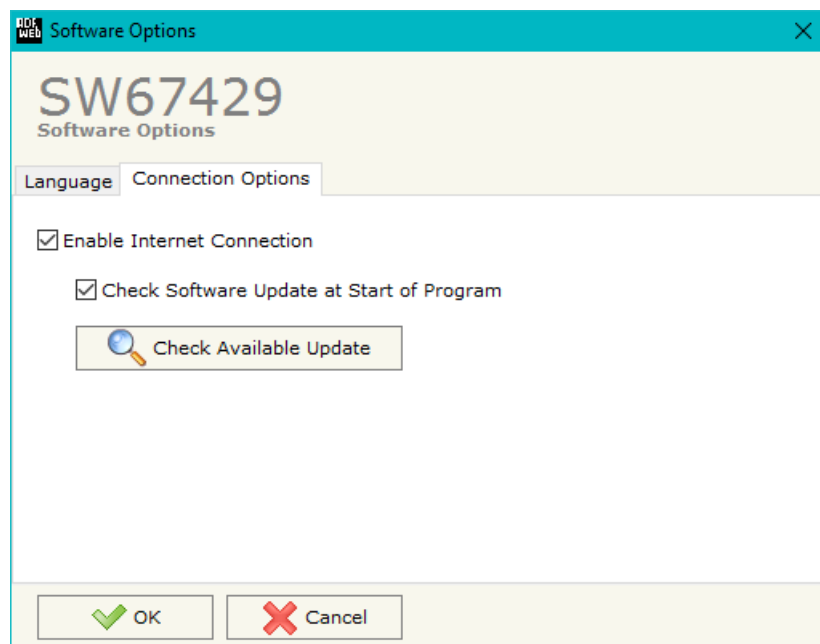 ADF
WEB
Software Options
SW67429
Software Options
Language
Connection Options
Enable Internet Connection
Check Software Update at Start of Program
Check Available Update
OK
Cancel